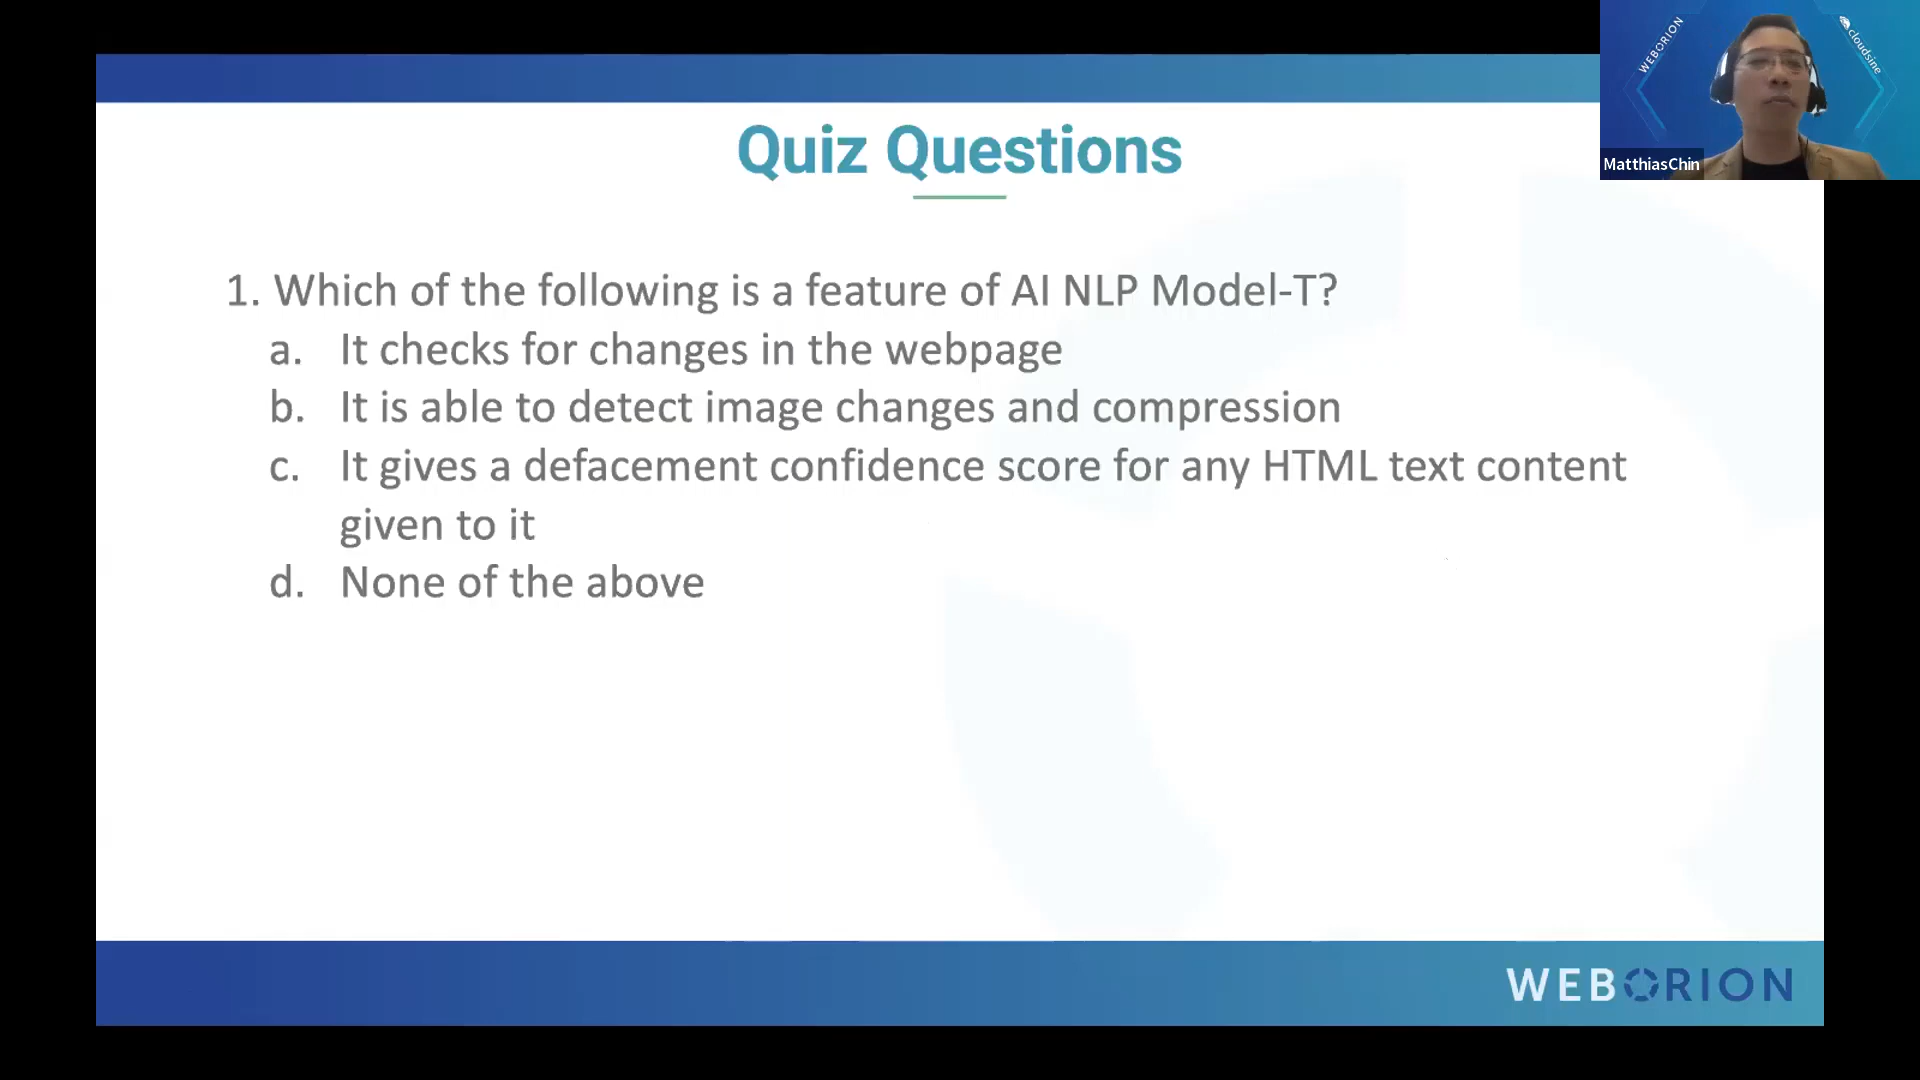 WEBORION
cloudsine
MatthiasChin
Quiz Questions
1. Which of the following is a feature of AI NLP Model-T?
a. It checks for changes in the webpage
b. It is able to detect image changes and compression
c. It gives a defacement confidence score for any HTML text content
given to it
d. None of the above
WEBORION